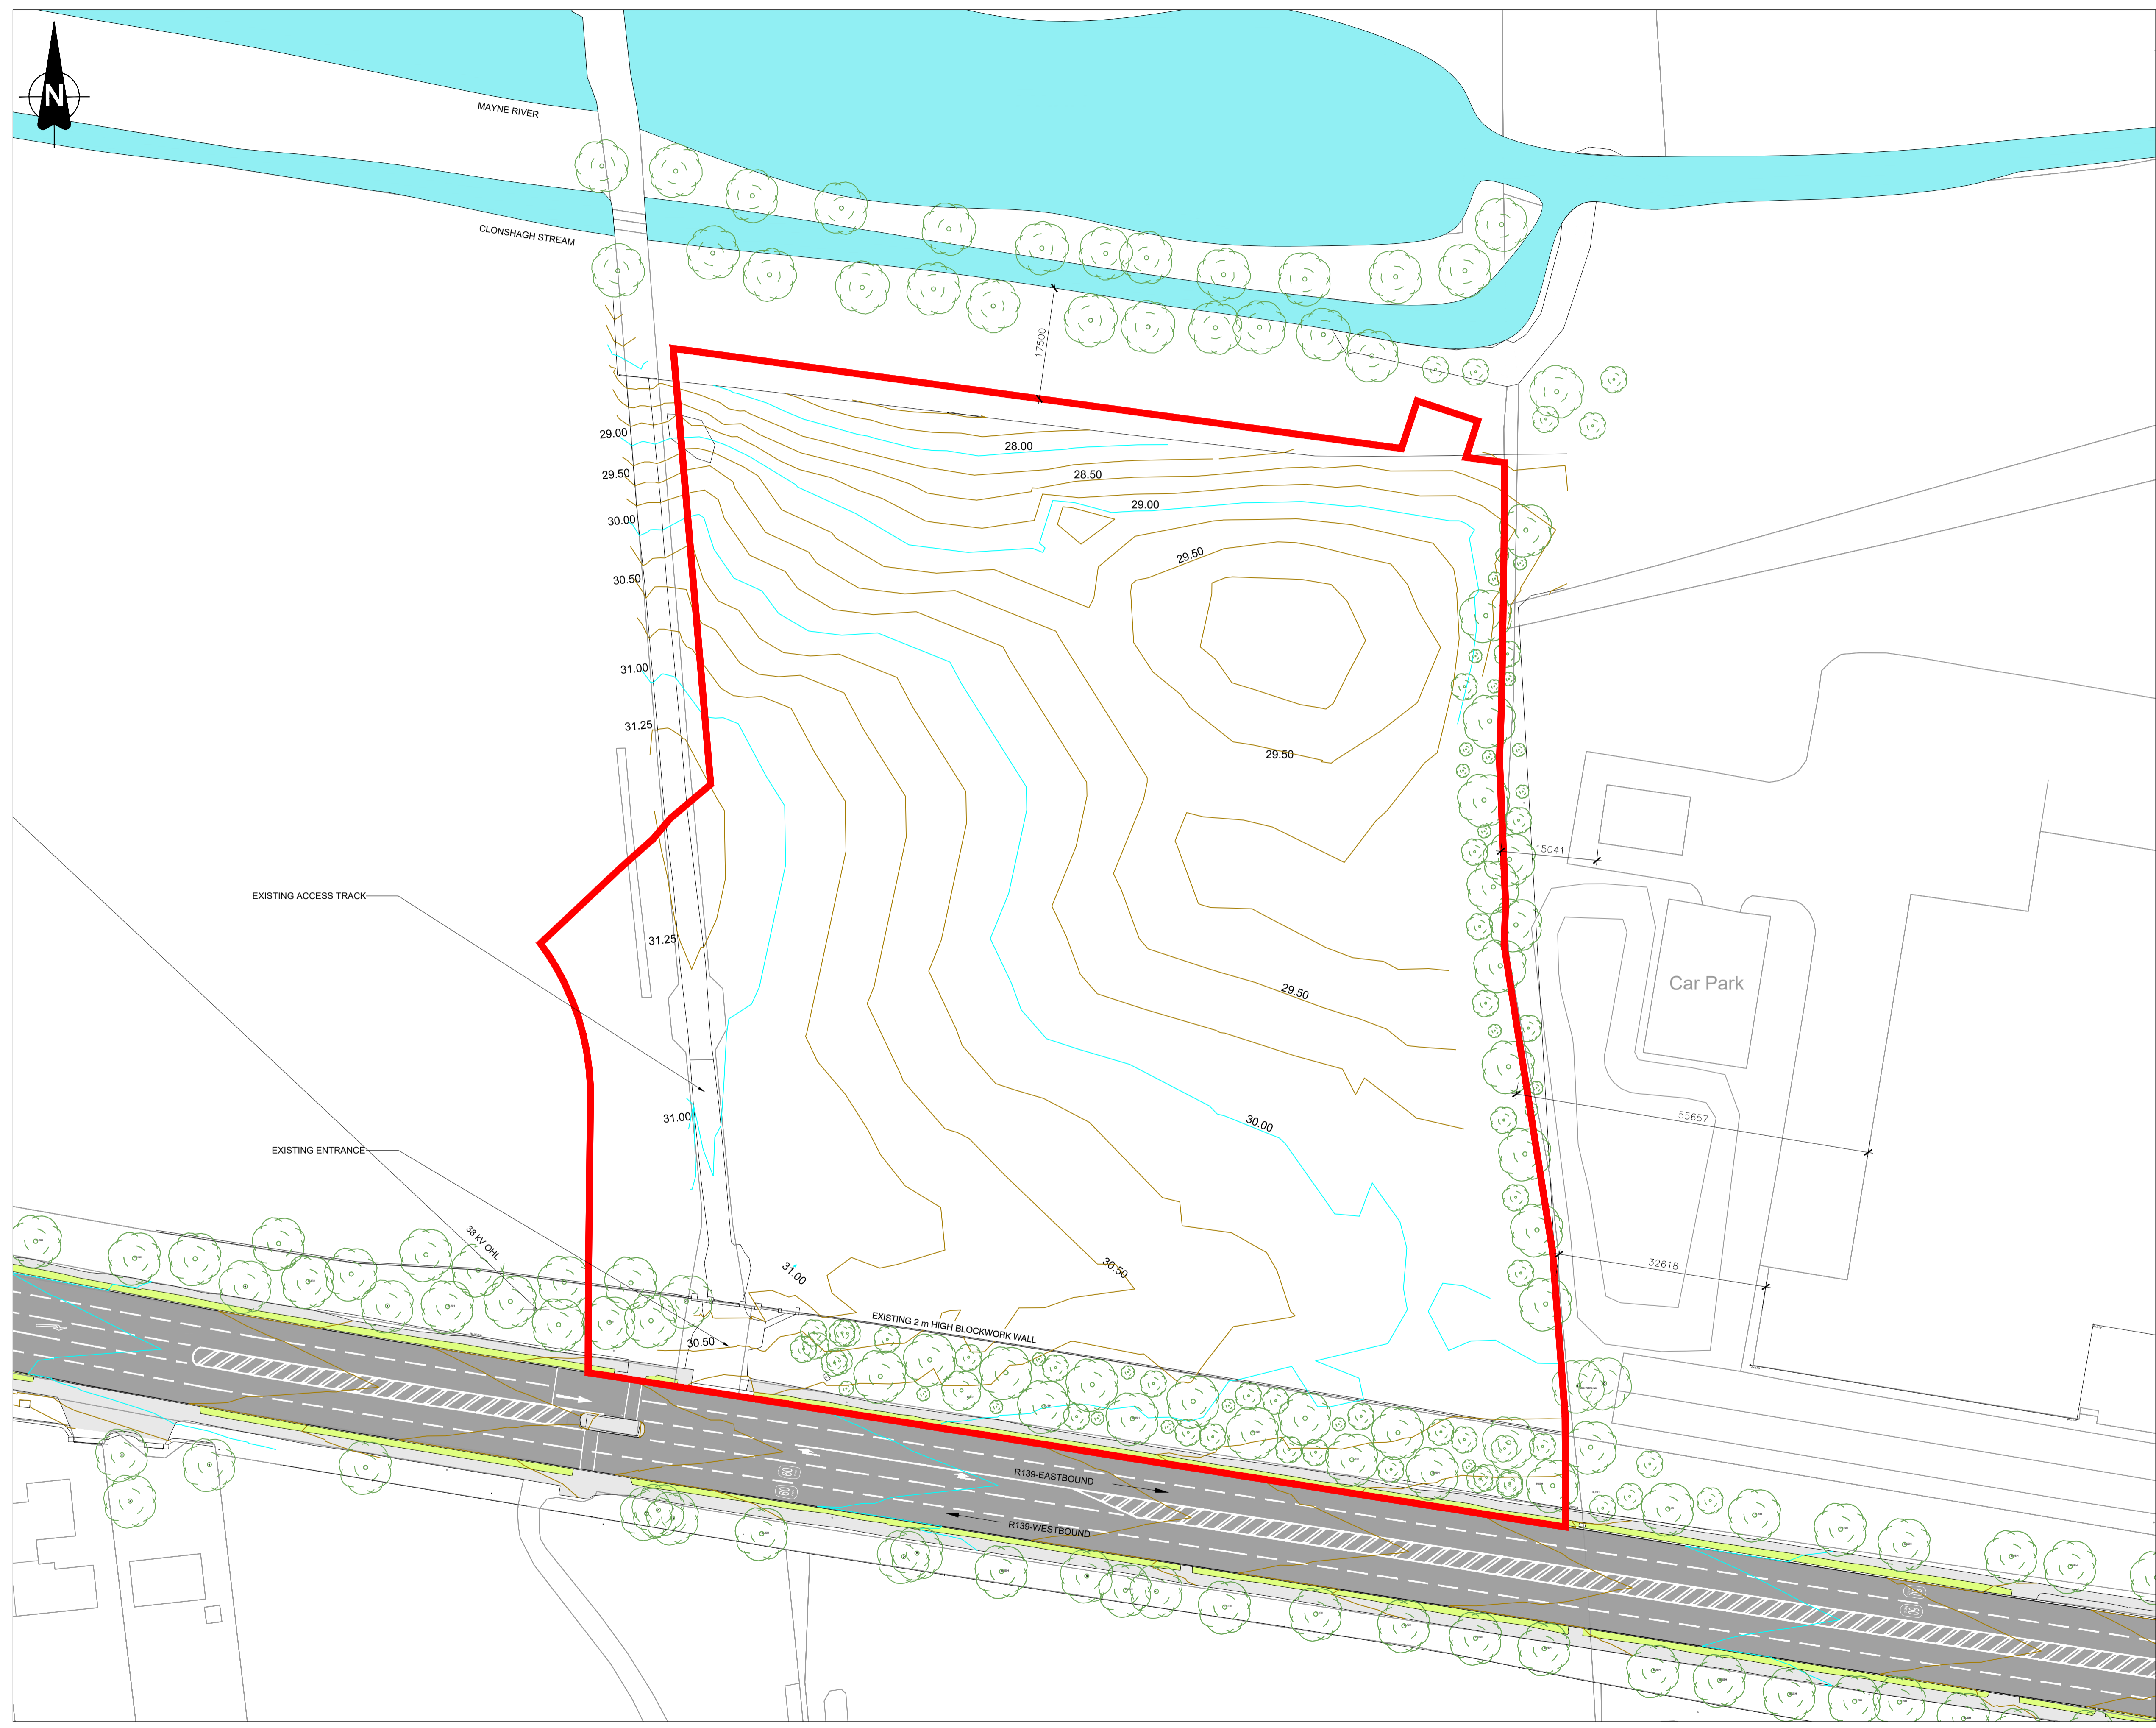 N
MAYNE RIVER
CLONSHAGH STREAM
17500
29.00
28.00
29.50
28.50
29.00
30.00
29.50
30.50
31.00
31.25
29.50
15041
EXISTING ACCESS TRACK
31.25
Car Park
29.50
31.00
55657
30.00
EXISTING ENTRANCE
38 kV OHL
31.00
30.50
32618
EXISTING 2 m HIGH BLOCKWORK WALL
30.50
R139-EASTBOUND
R139-WESTBOUND